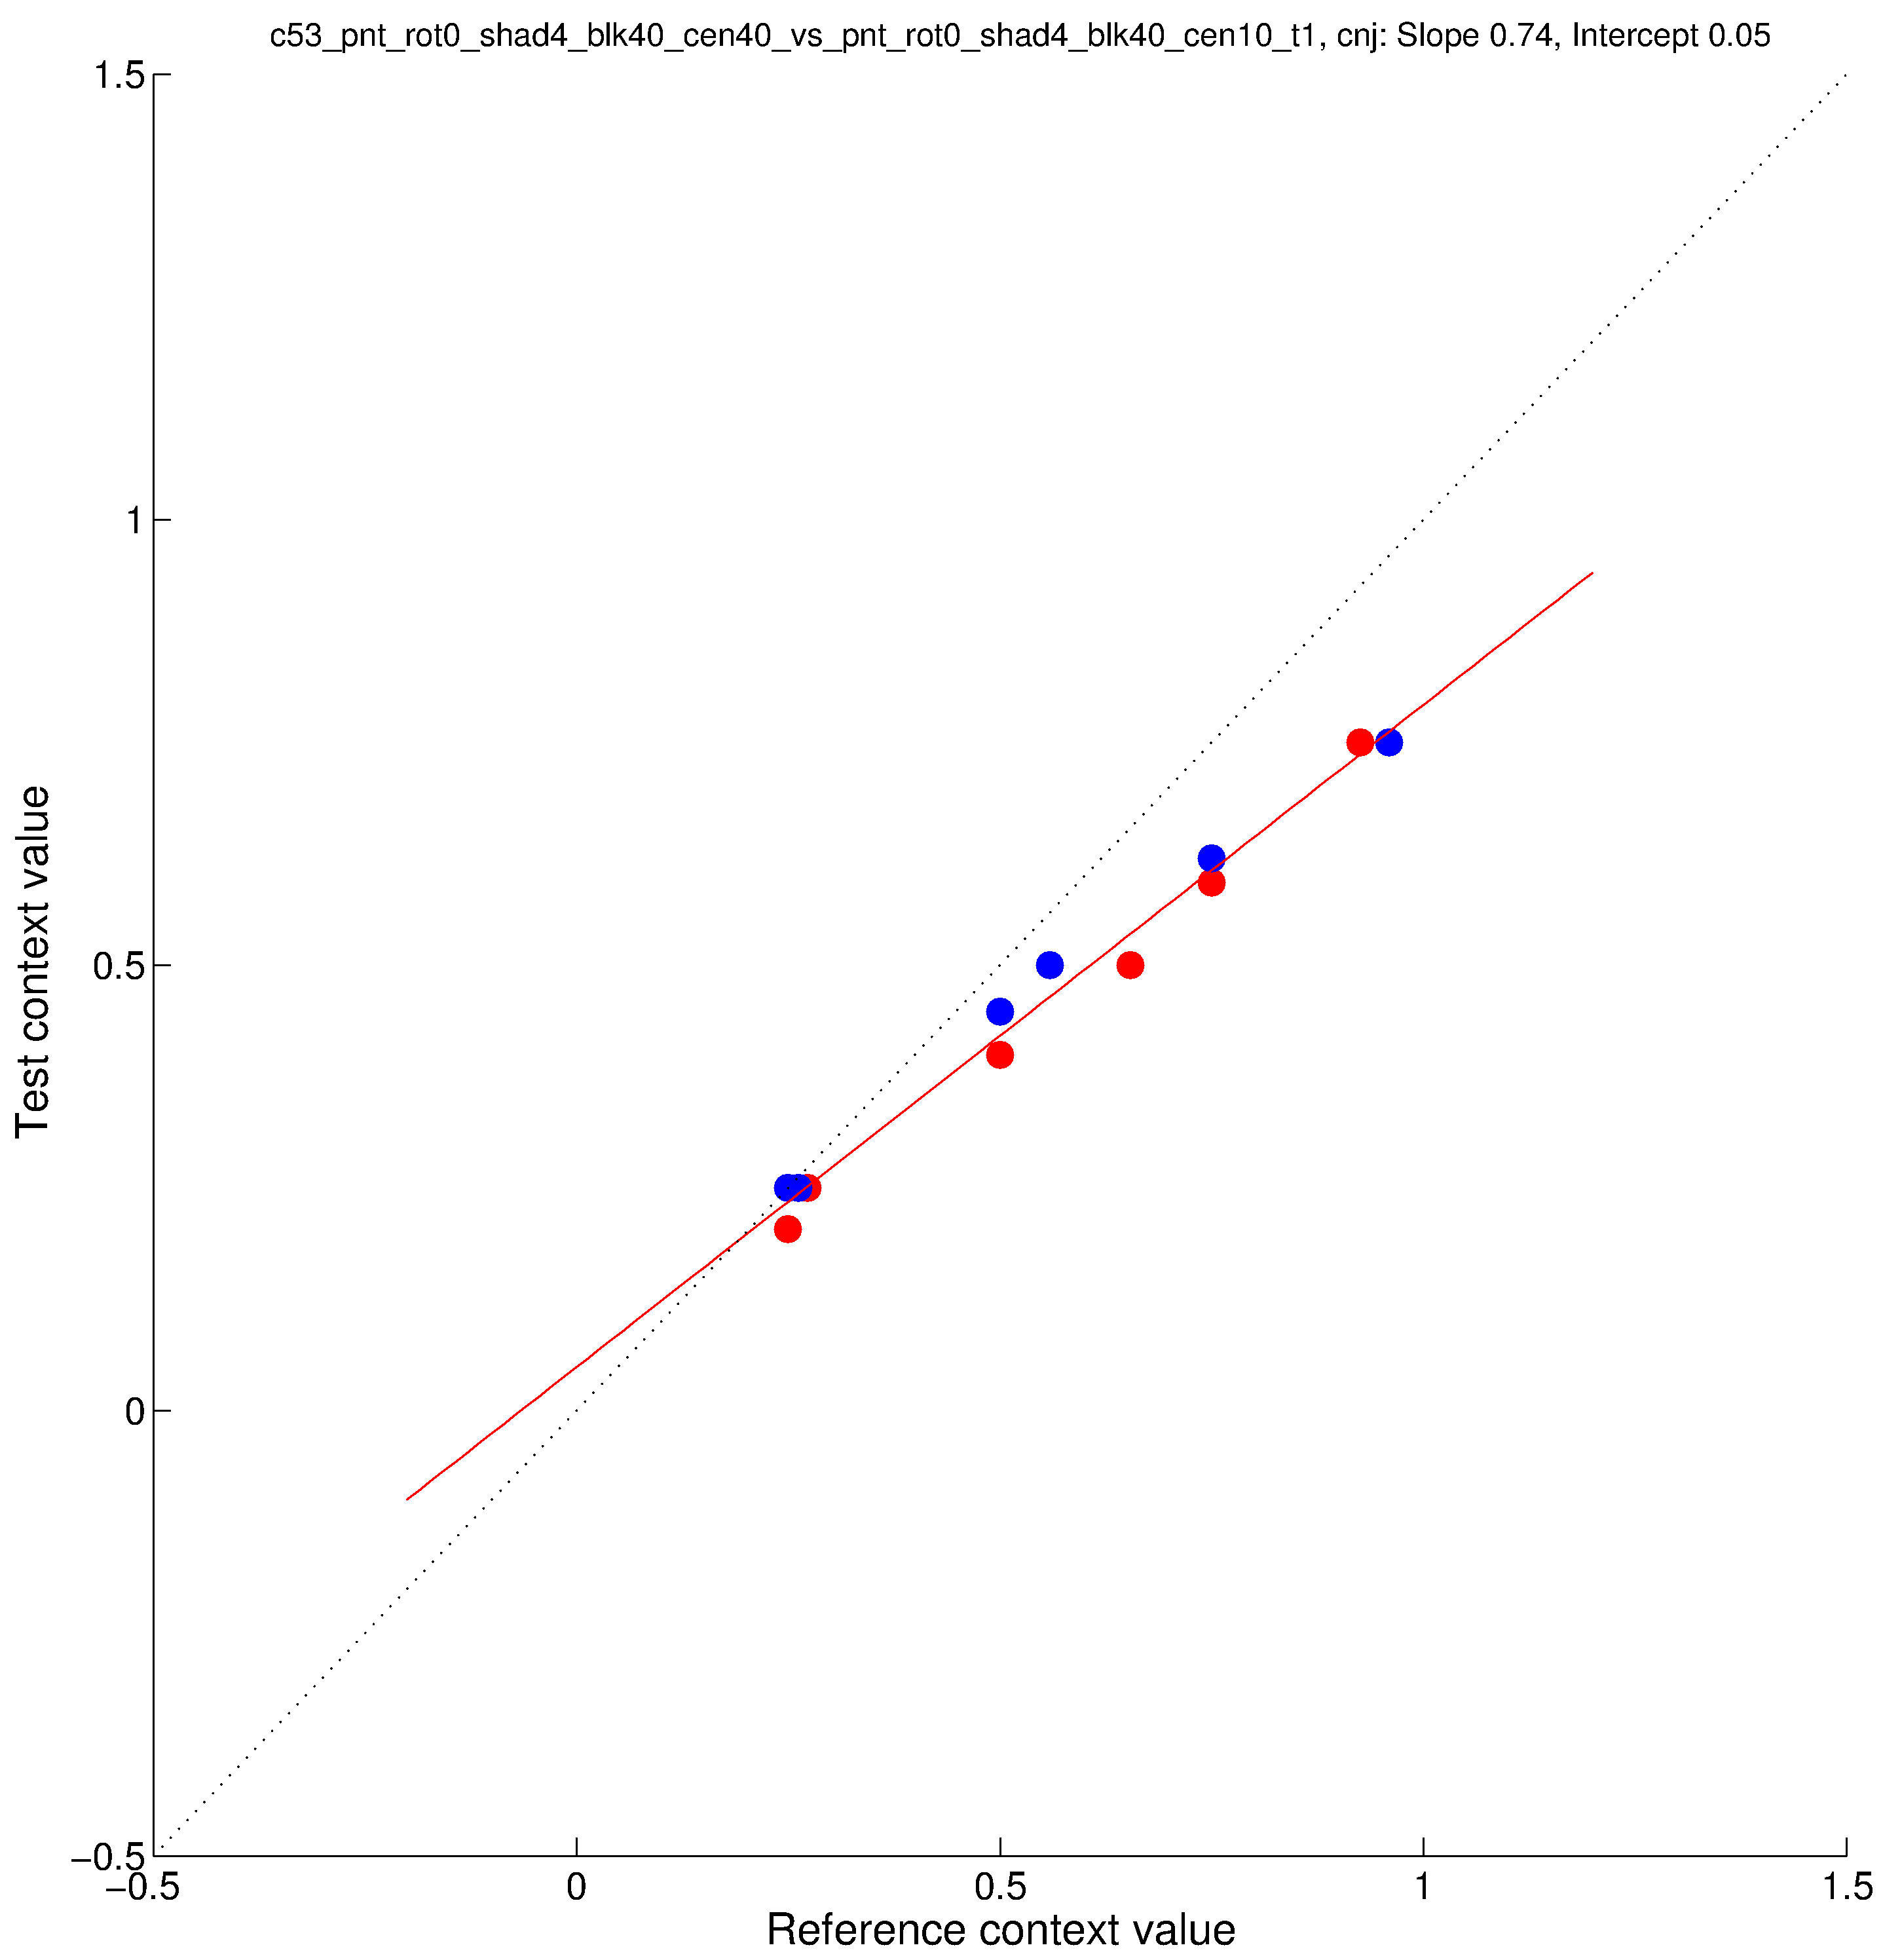 c53_pnt_rot0_shad4_blk40_cen40_vs_pnt_rot0_shad4_blk40_cen10_t1, cnj: Slope 0.74, Intercept 0.05
1.5
1
0.5
0
−0.5
Test context value
−0.5 0 0.5 1 1.5
Reference context value